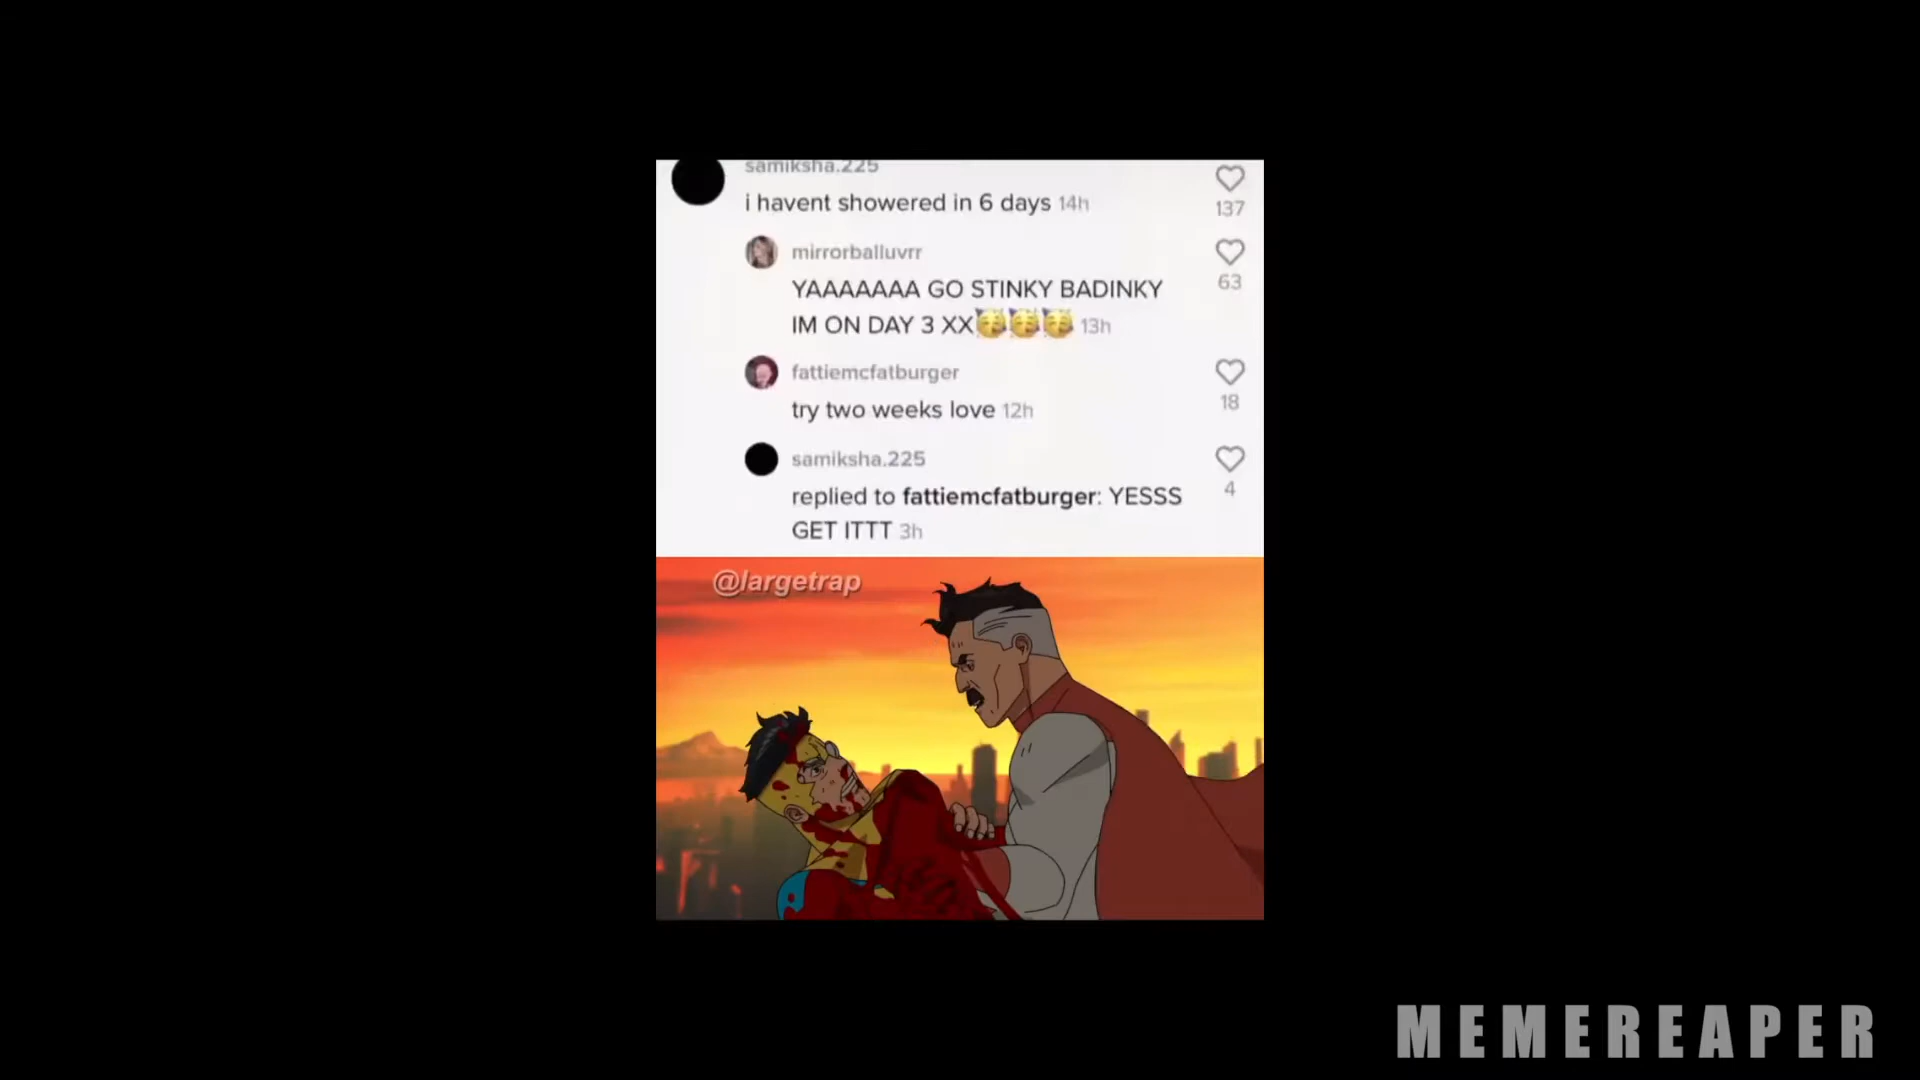 samiksha.225
i havent showered in 6 days 14h
137
mirrorballuvrr
YAAAAAAA GO STINKY BADINKY
63
IM ON DAY 3 XX🥳🥳🥳 13h
fattiemcfatburger
try two weeks love 12h
18
samiksha.225
replied to fattiemcfatburger: YESSS
4
GET ITTT 3h
@largetrap
MEMEREAPER